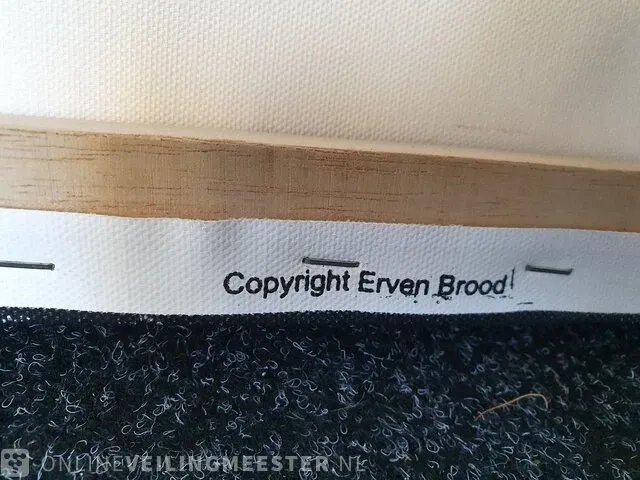 Copyright Erven Brood
ONLINEVEILINGMEESTER.NL